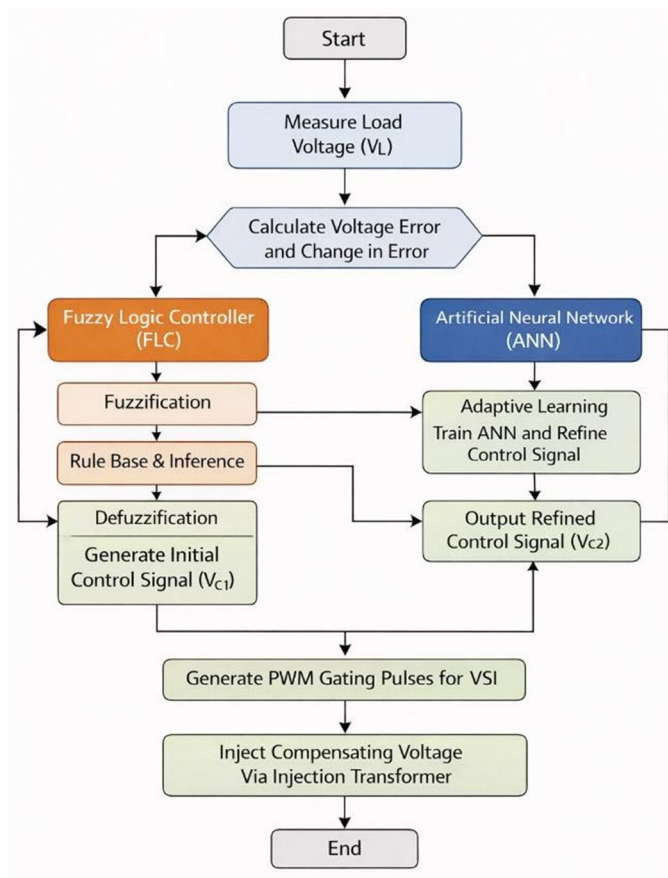 Start
Measure Load
Voltage (VL)
Calculate Voltage Error
and Change in Error
Fuzzy Logic Controller
(FLC)
Artificial Neural Network
(ANN)
Fuzzification
Adaptive Learning
Train ANN and Refine
Control Signal
Rule Base & Inference
Defuzzification
Generate Initial
Control Signal (VC1)
Output Refined
Control Signal (Vc2)
Generate PWM Gating Pulses for VSI
Inject Compensating Voltage
Via Injection Transformer
End